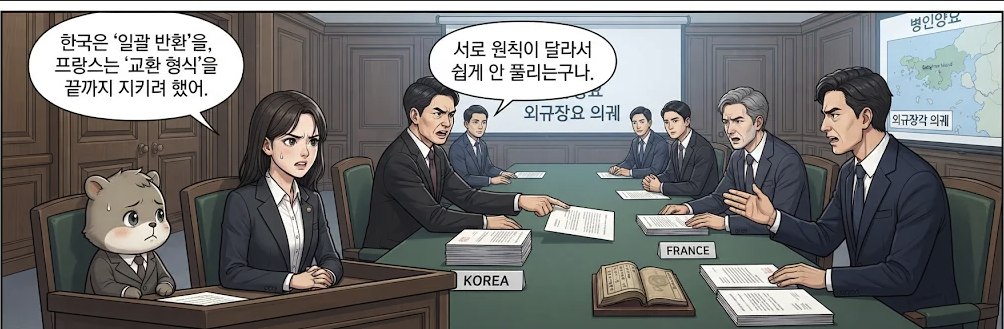 한국은 ‘일괄 반환’을,
프랑스는 ‘교환 형식’을
끝까지 지키려 했어.
서로 원칙이 달라서
쉽게 안 풀리는구나.
외규장요 의궤
병인양요
외규장각 의궤
KOREA
FRANCE